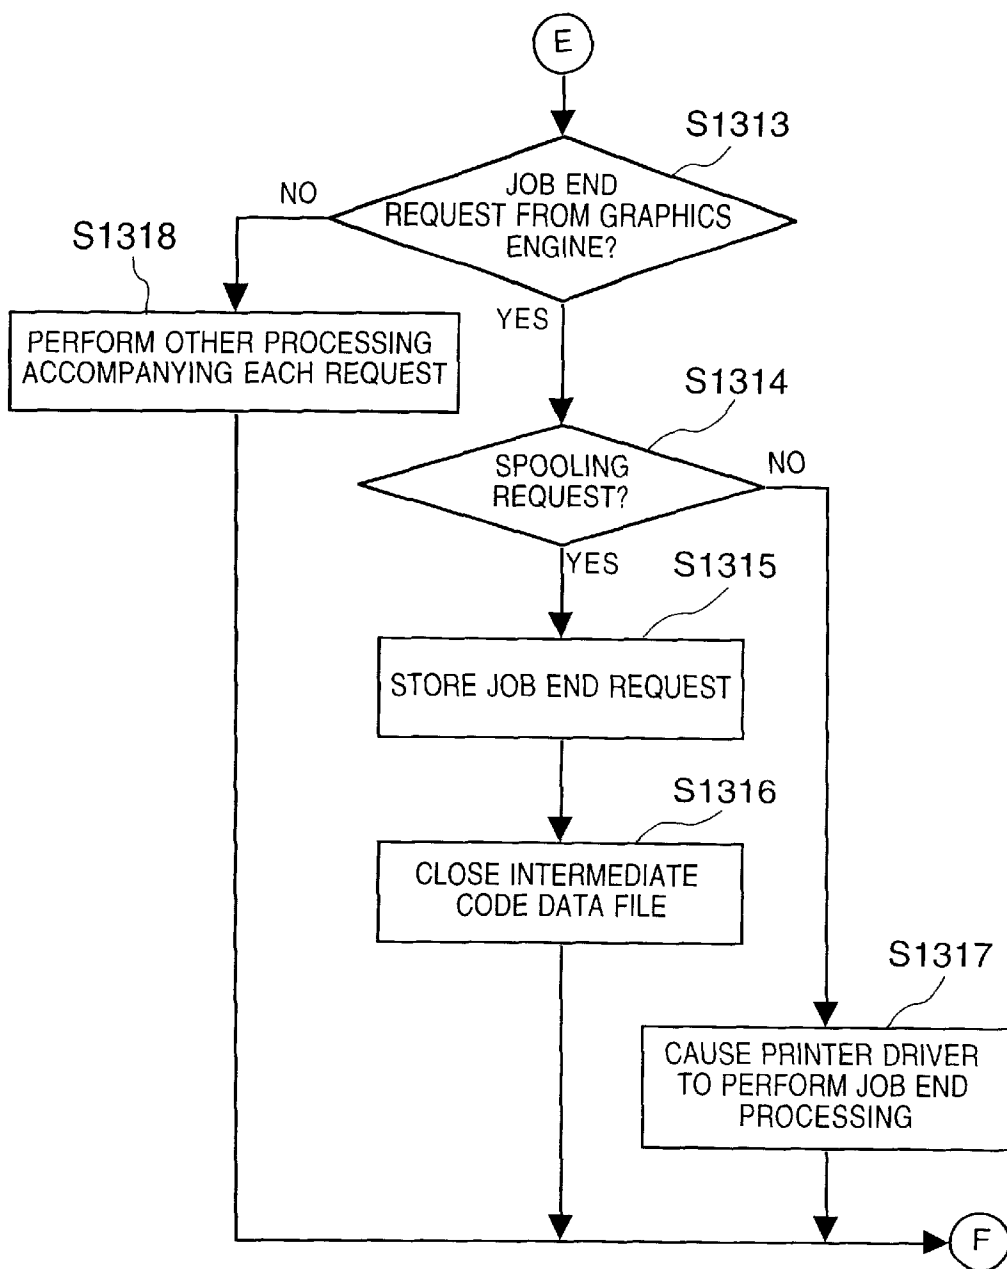 E
S1313
JOB END
REQUEST FROM GRAPHICS
ENGINE?
NO
YES
S1318
PERFORM OTHER PROCESSING
ACCOMPANYING EACH REQUEST
S1314
SPOOLING
REQUEST?
NO
YES
S1315
STORE JOB END REQUEST
S1316
CLOSE INTERMEDIATE
CODE DATA FILE
S1317
CAUSE PRINTER DRIVER
TO PERFORM JOB END
PROCESSING
F